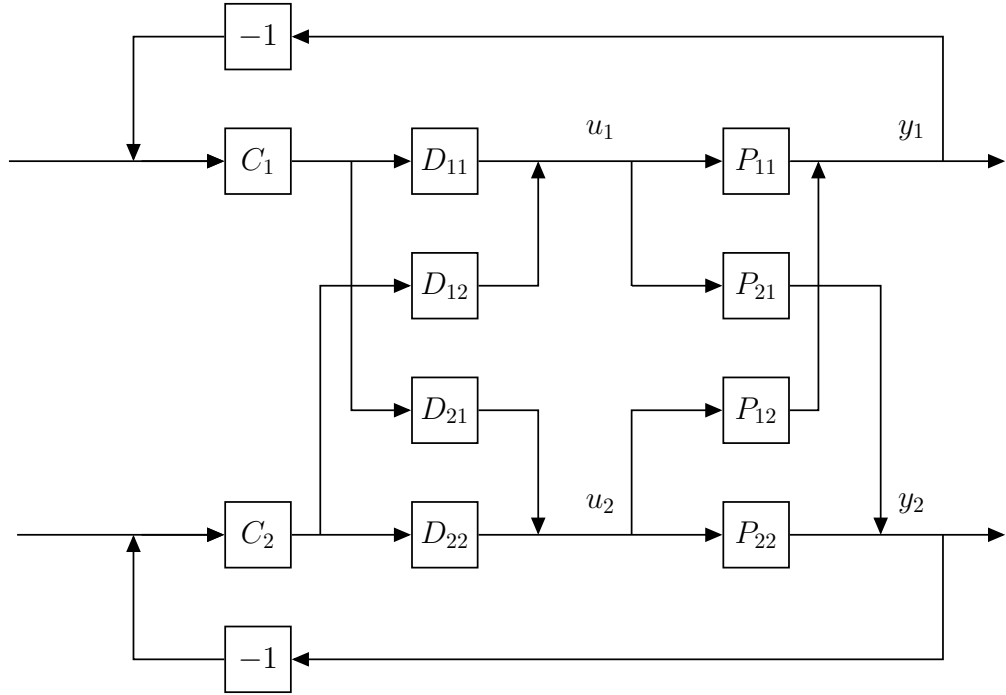 −1
u₁ y₁
C₁ D₁₁ P₁₁
D₁₂ P₂₁
D₂₁ P₁₂
u₂ y₂
C₂ D₂₂ P₂₂
−1